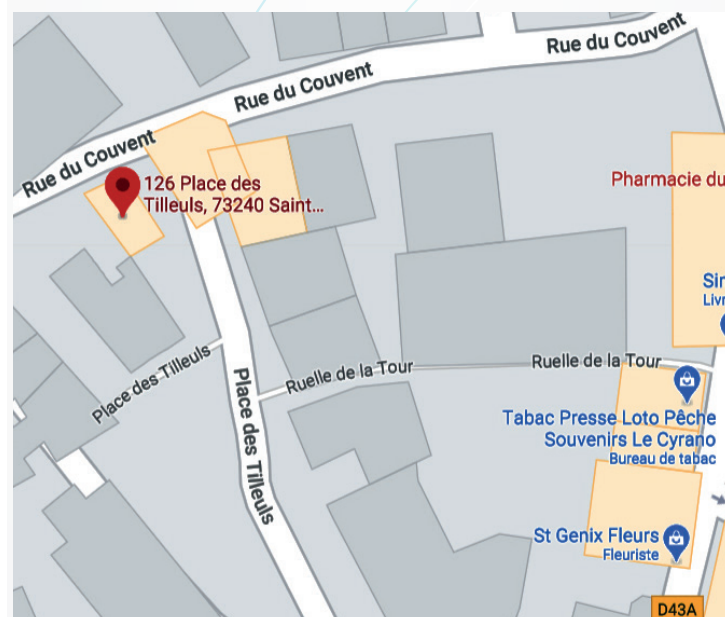 Rue du Couvent
Rue du Couvent
Rue du Couvent
126 Place des
Tilleuls, 73240 Saint...
Pharmacie du
Place des Tilleuls
Place des Tilleuls
Ruelle de la Tour
Ruelle de la Tour
Tabac Presse Loto Pêche
Souvenirs Le Cyrano
Bureau de tabac
St Genix Fleurs
Fleuriste
D43A